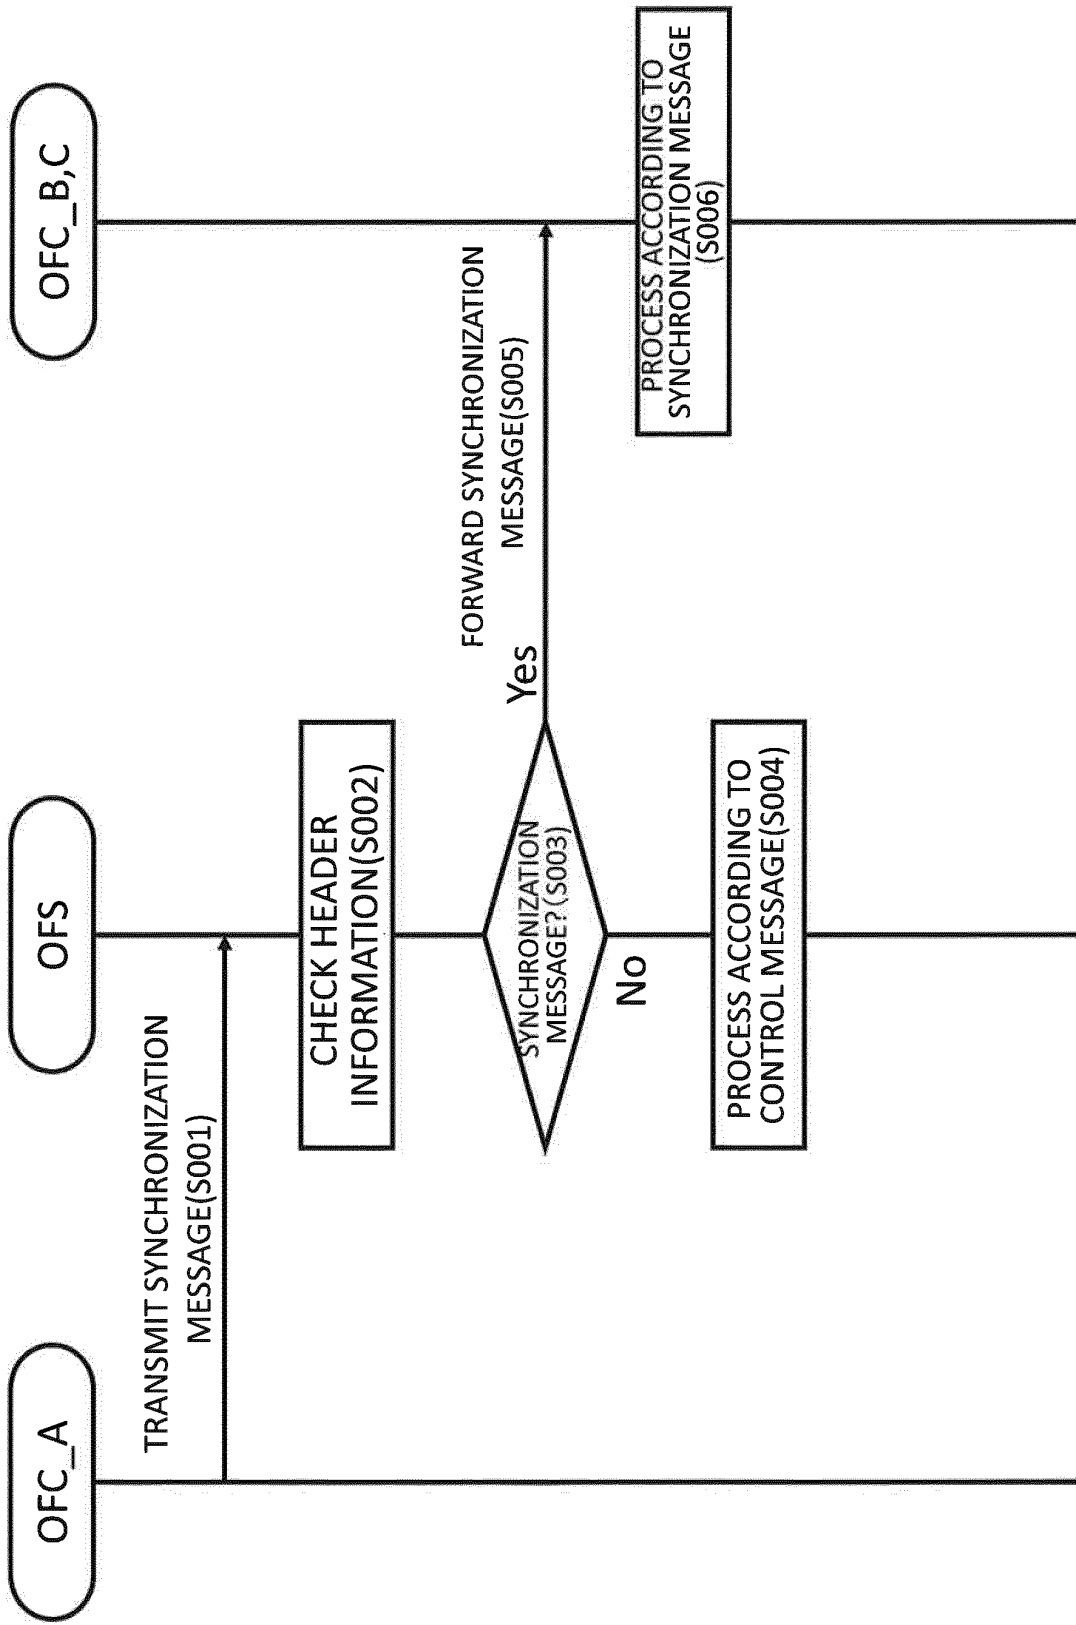 OFC_A
OFS
OFC_B,C
TRANSMIT SYNCHRONIZATION
MESSAGE(S001)
CHECK HEADER
INFORMATION(S002)
SYNCHRONIZATION
MESSAGE?(S003)
Yes
FORWARD SYNCHRONIZATION
MESSAGE(S005)
No
PROCESS ACCORDING TO
CONTROL MESSAGE(S004)
PROCESS ACCORDING TO
SYNCHRONIZATION MESSAGE
(S006)